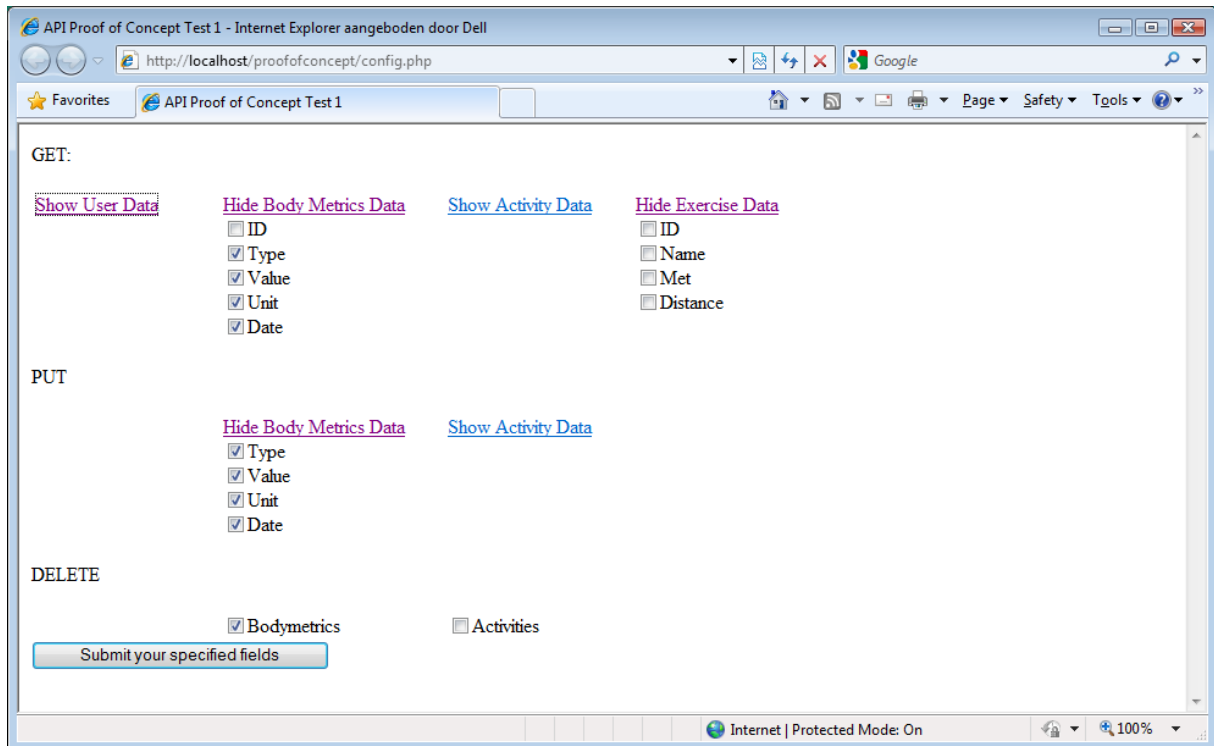 API Proof of Concept Test 1 - Internet Explorer aangeboden door Dell
http://localhost/proofofconcept/config.php
Google
Favorites
API Proof of Concept Test 1
Page Safety Tools
GET:
Show User Data Hide Body Metrics Data Show Activity Data Hide Exercise Data
ID ID
Type Name
Value Met
Unit Distance
Date
PUT
Hide Body Metrics Data Show Activity Data
Type
Value
Unit
Date
DELETE
Bodymetrics Activities
Submit your specified fields
Internet | Protected Mode: On 100%